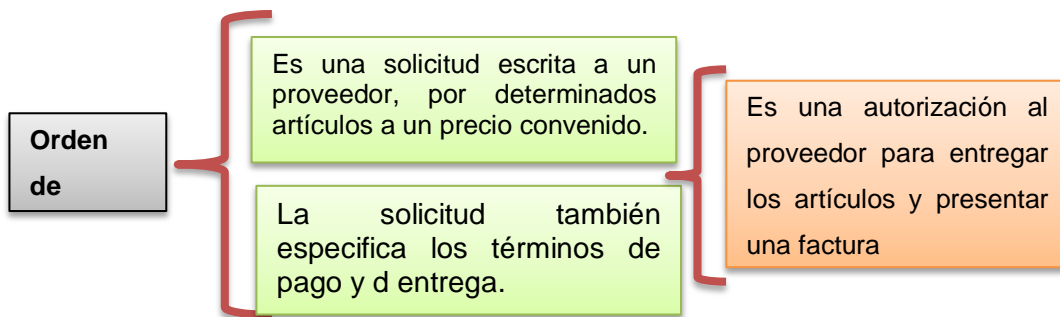 Orden
de
Es una solicitud escrita a un
proveedor, por determinados
artículos a un precio convenido.
La solicitud también
especifica los términos de
pago y d entrega.
Es una autorización al
proveedor para entregar
los artículos y presentar
una factura